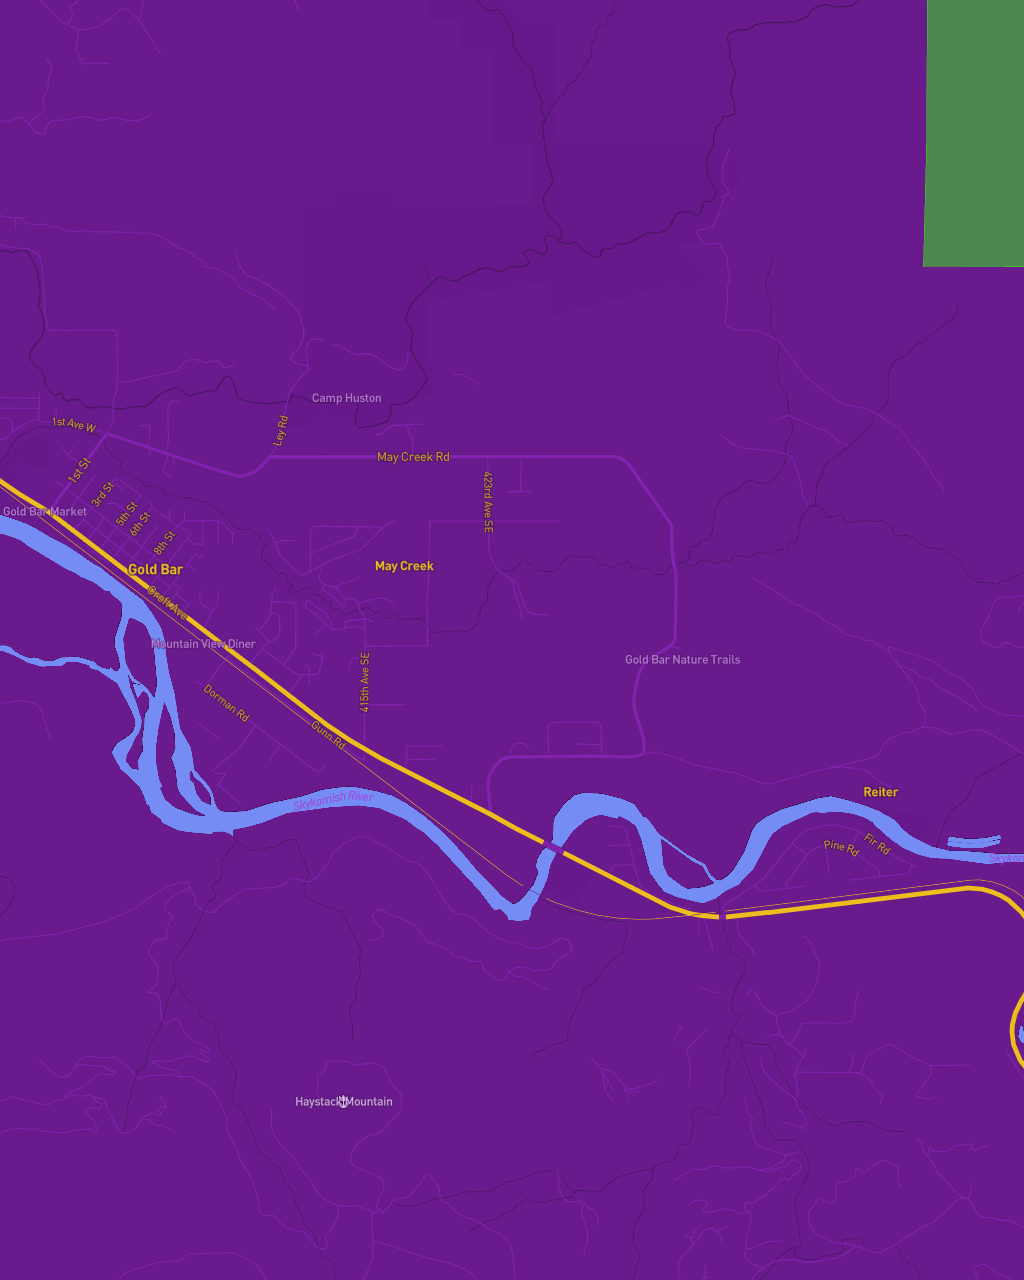 Camp Huston
1st Ave W
Ley Rd
May Creek Rd
1st St
3rd St
423rd Ave SE
Gold Bar Market
5th St
6th St
8th St
Gold Bar
May Creek
Croft Ave
Mountain View Diner
Gold Bar Nature Trails
415th Ave SE
Dorman Rd
Gunn Rd
Skykomish River
Reiter
Pine Rd
Fir Rd
Haystack Mountain